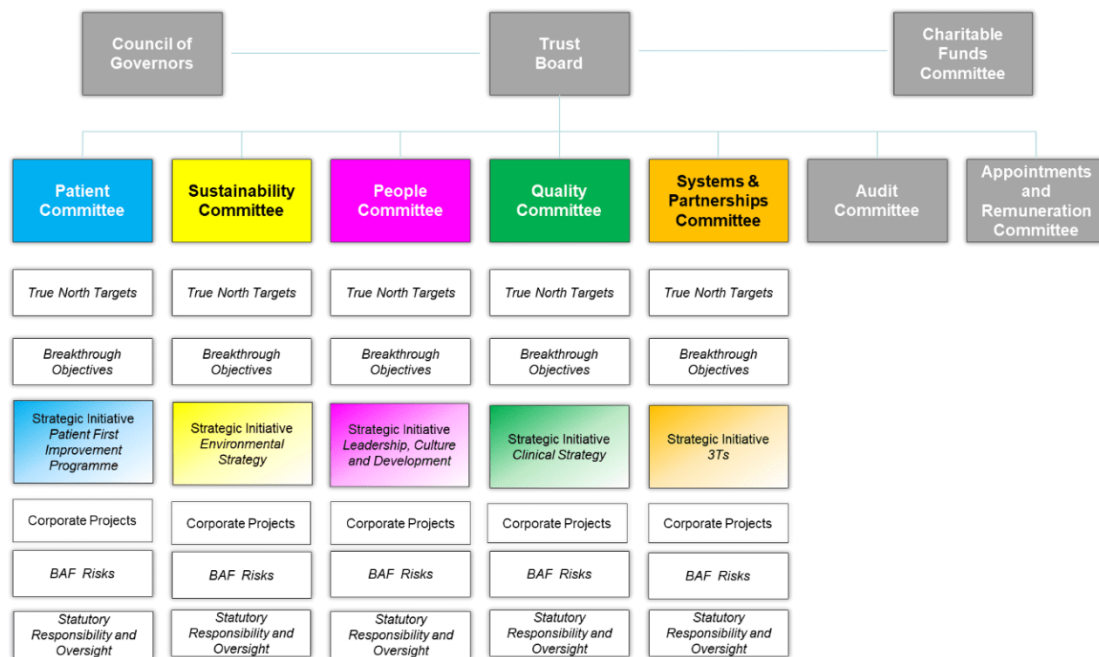 Council of
Governors
Trust
Board
Charitable
Funds
Committee
Patient
Committee
Sustainability
Committee
People
Committee
Quality
Committee
Systems &
Partnerships
Committee
Audit
Committee
Appointments
and
Remuneration
Committee
True North Targets
True North Targets
True North Targets
True North Targets
True North Targets
Breakthrough
Objectives
Breakthrough
Objectives
Breakthrough
Objectives
Breakthrough
Objectives
Breakthrough
Objectives
Strategic Initiative
Patient First
Improvement
Programme
Strategic Initiative
Environmental
Strategy
Strategic Initiative
Leadership, Culture
and Development
Strategic Initiative
Clinical Strategy
Strategic Initiative
3Ts
Corporate Projects
Corporate Projects
Corporate Projects
Corporate Projects
Corporate Projects
BAF Risks
BAF Risks
BAF Risks
BAF Risks
BAF Risks
Statutory
Responsibility and
Oversight
Statutory
Responsibility and
Oversight
Statutory
Responsibility and
Oversight
Statutory
Responsibility and
Oversight
Statutory
Responsibility and
Oversight